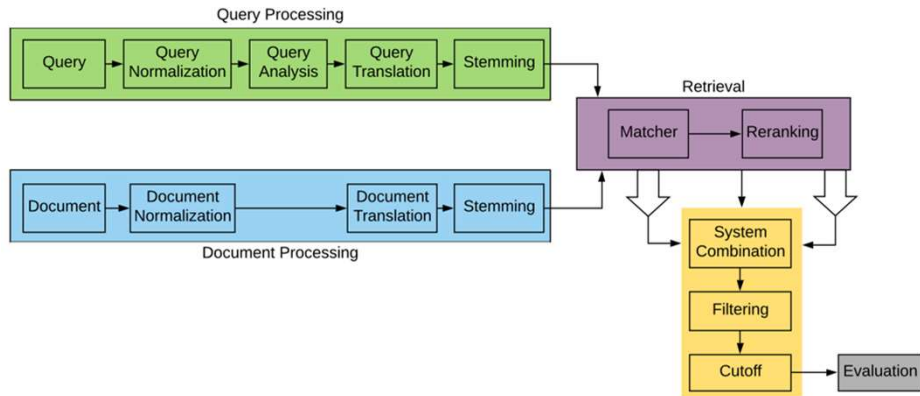 Query Processing
Query
Query
Normalization
Query
Analysis
Query
Translation
Stemming
Retrieval
Matcher
Reranking
Document
Document
Normalization
Document
Translation
Stemming
Document Processing
System
Combination
Filtering
Cutoff
Evaluation